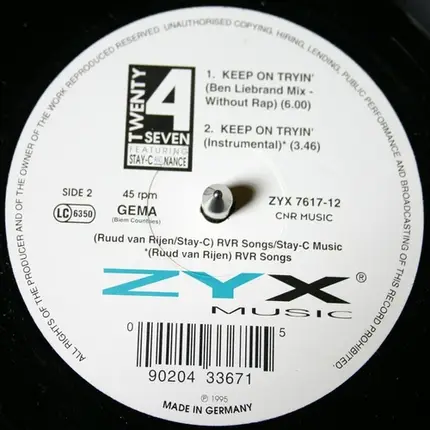 ALL RIGHTS OF THE PRODUCER AND OF THE OWNER OF THE WORK REPRODUCED RESERVED. UNAUTHORISED COPYING, HIRING, LENDING, PUBLIC PERFORMANCE AND BROADCASTING OF THIS RECORD PROHIBITED.
TWENTY
4
SEVEN
FEATURING
STAY-C AND NANCE
1. KEEP ON TRYIN'
(Ben Liebrand Mix -
Without Rap) (6.00)
2. KEEP ON TRYIN'
(Instrumental)* (3.46)
SIDE 2 45 rpm
LC 6350 GEMA
(Biem Countries)
ZYX 7617-12
CNR MUSIC
(Ruud van Rijen/Stay-C) RVR Songs/Stay-C Music
*(Ruud van Rijen) RVR Songs
ZYX®
MUSIC
0 5
90204 33671
℗ 1995
MADE IN GERMANY